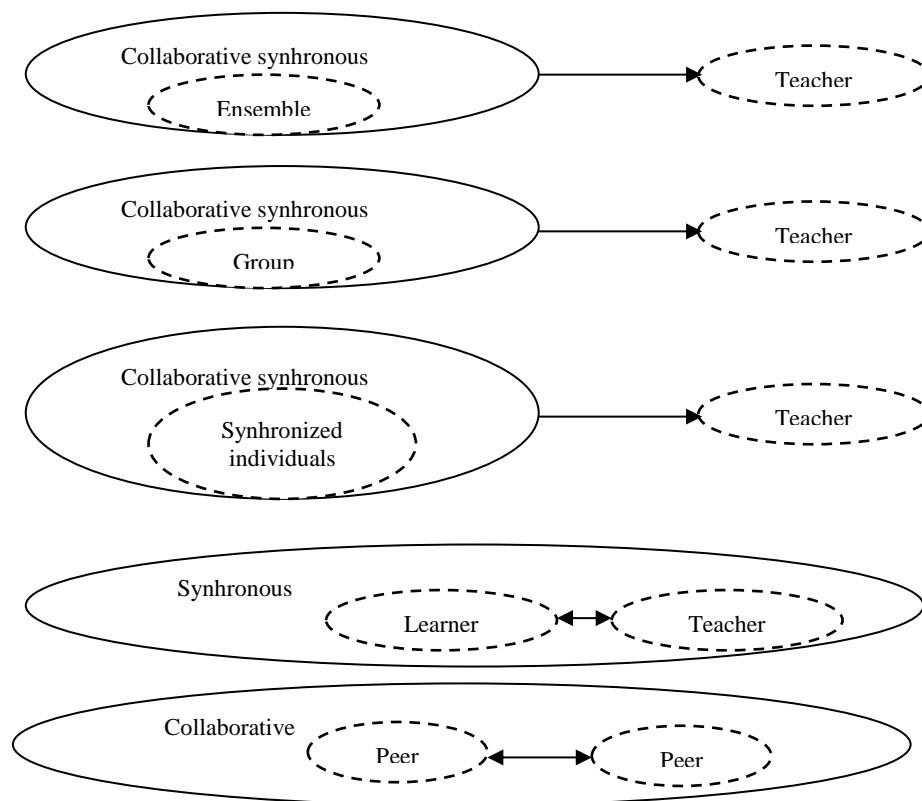 Collaborative synhronous
Ensemble
Teacher
Collaborative synhronous
Group
Teacher
Collaborative synhronous
Synhronized
individuals
Teacher
Synhronous
Learner
Teacher
Collaborative
Peer
Peer